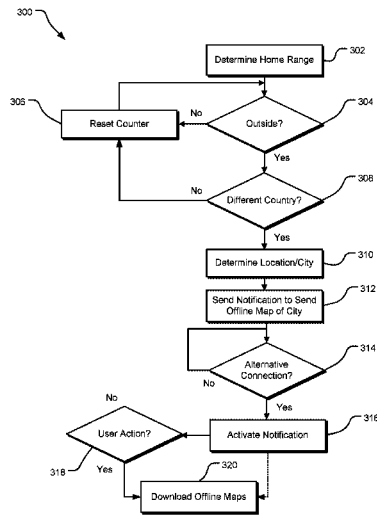 300
Determine Home Range
302
306
Reset Counter
No
Outside?
304
Yes
No
Different Country?
308
Yes
Determine Location/City
310
312
Send Notification to Send
Offline Map of City
Alternative
Connection?
314
No
Yes
No
User Action?
Activate Notification
316
318
Yes
320
Download Offline Maps